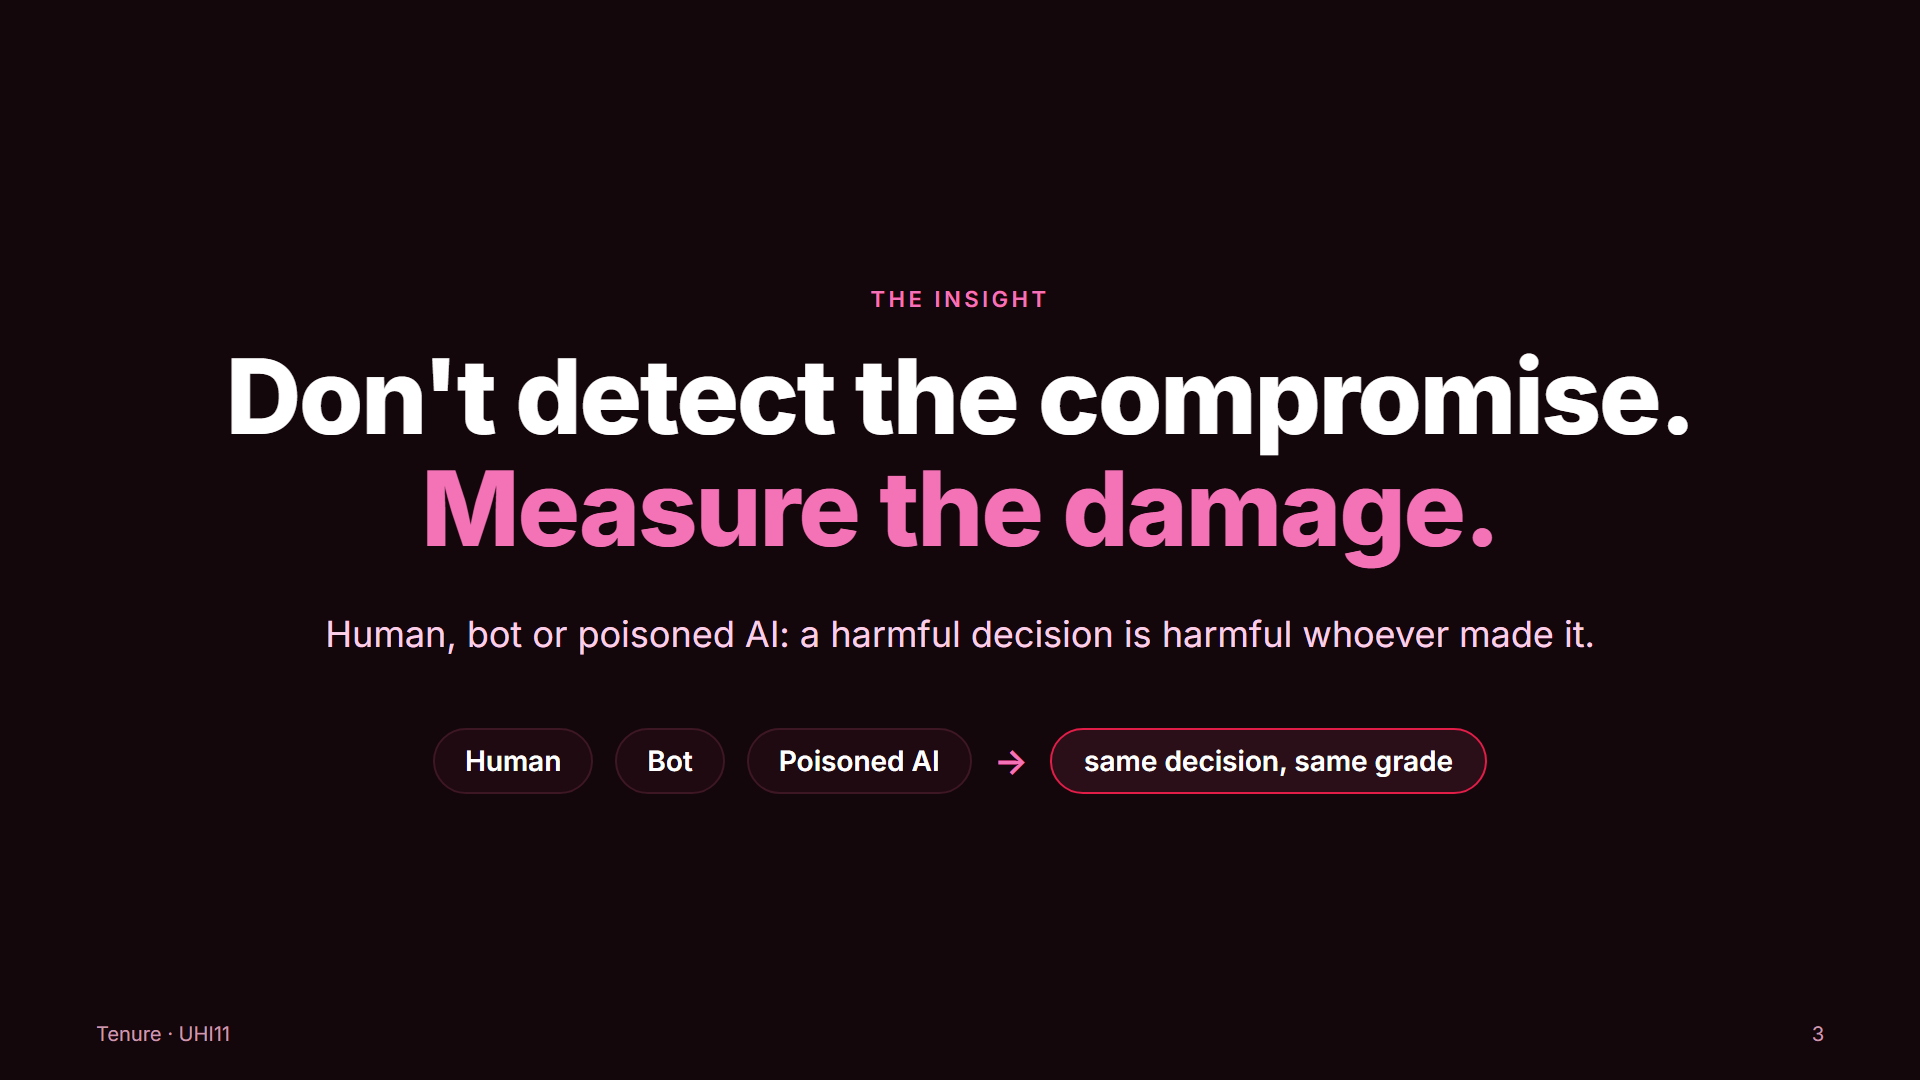 THE INSIGHT
Don't detect the compromise.
Measure the damage.
Human, bot or poisoned AI: a harmful decision is harmful whoever made it.
Human Bot Poisoned AI → same decision, same grade
Tenure · UHI11 3